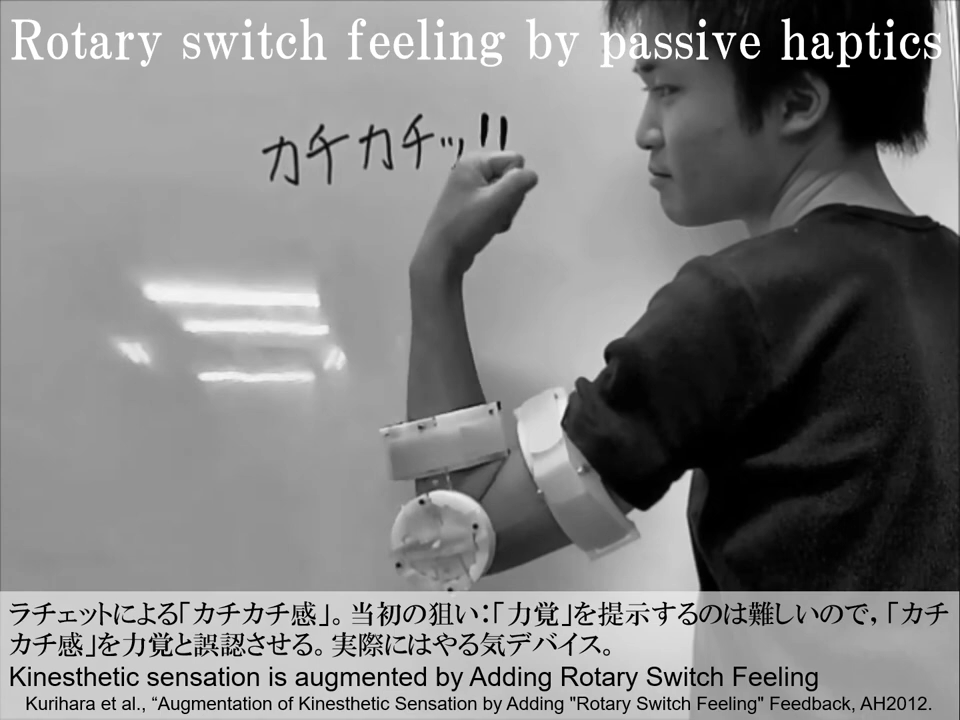 Rotary switch feeling by passive haptics
カチカチッ!!
ラチェットによる「カチカチ感」。当初の狙い：「力覚」を提示するのは難しいので，「カチ
カチ感」を力覚と誤認させる。実際にはやる気デバイス。
Kinesthetic sensation is augmented by Adding Rotary Switch Feeling
Kurihara et al., “Augmentation of Kinesthetic Sensation by Adding "Rotary Switch Feeling" Feedback, AH2012.